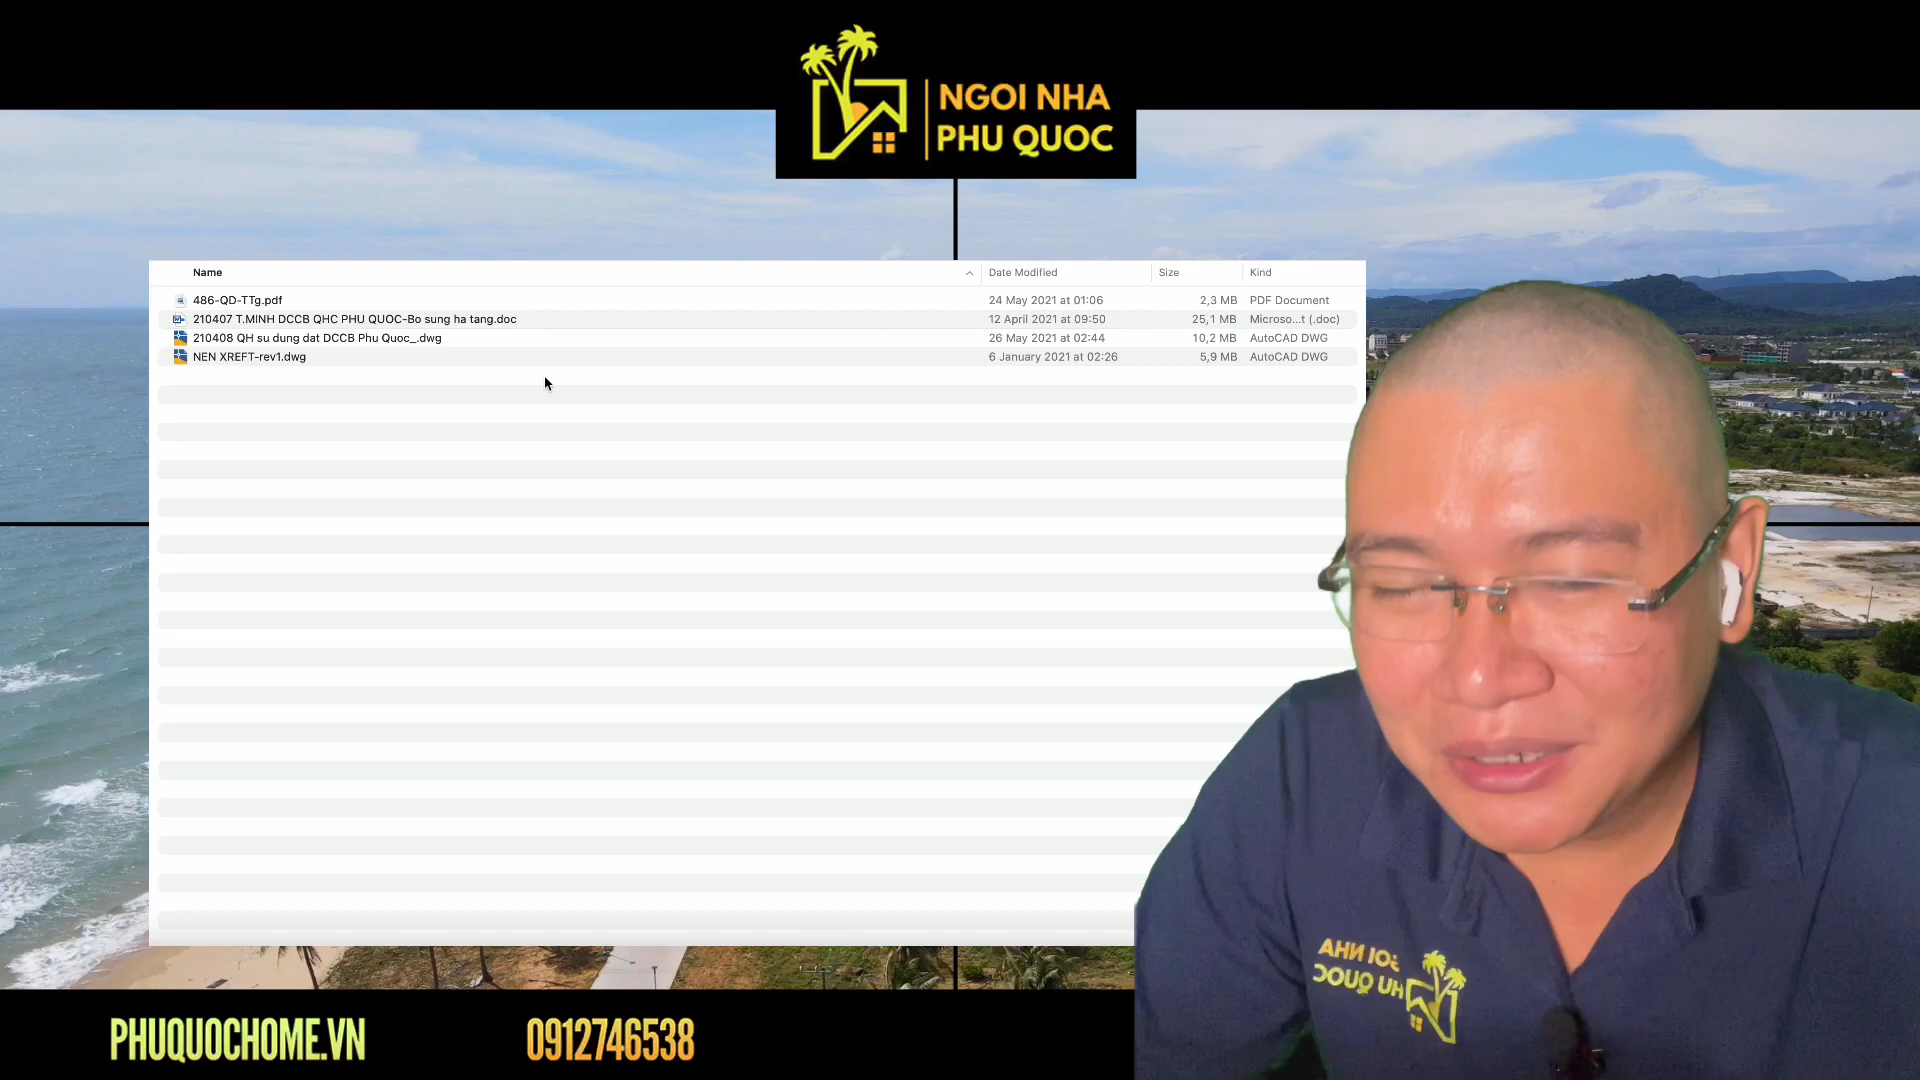 NGOI NHA
PHU QUOC
Name Date Modified Size Kind
486-QD-TTg.pdf 24 May 2021 at 01:06 2,3 MB PDF Document
210407 T.MINH DCCB QHC PHU QUOC-Bo sung ha tang.doc 12 April 2021 at 09:50 25,1 MB Microso...t (.doc)
210408 QH su dung dat DCCB Phu Quoc_.dwg 26 May 2021 at 02:44 10,2 MB AutoCAD DWG
NEN XREFT-rev1.dwg 6 January 2021 at 02:26 5,9 MB AutoCAD DWG
PHUQUOCHOME.VN
0912746538